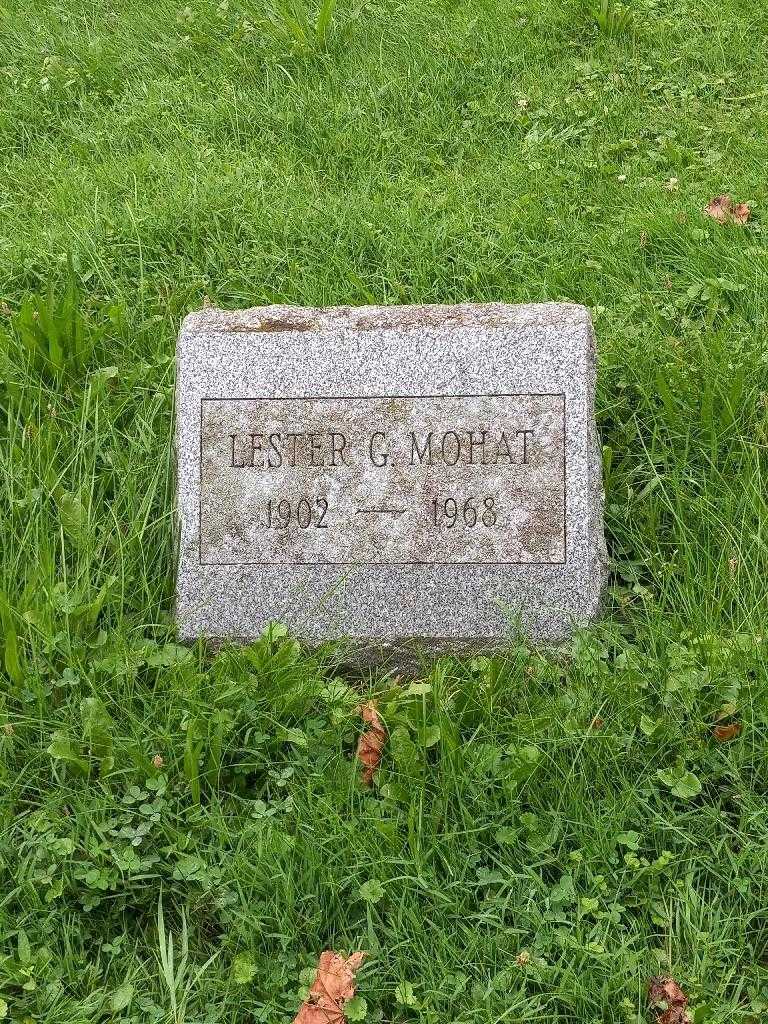 LESTER G. MOHAT
1902 — 1968